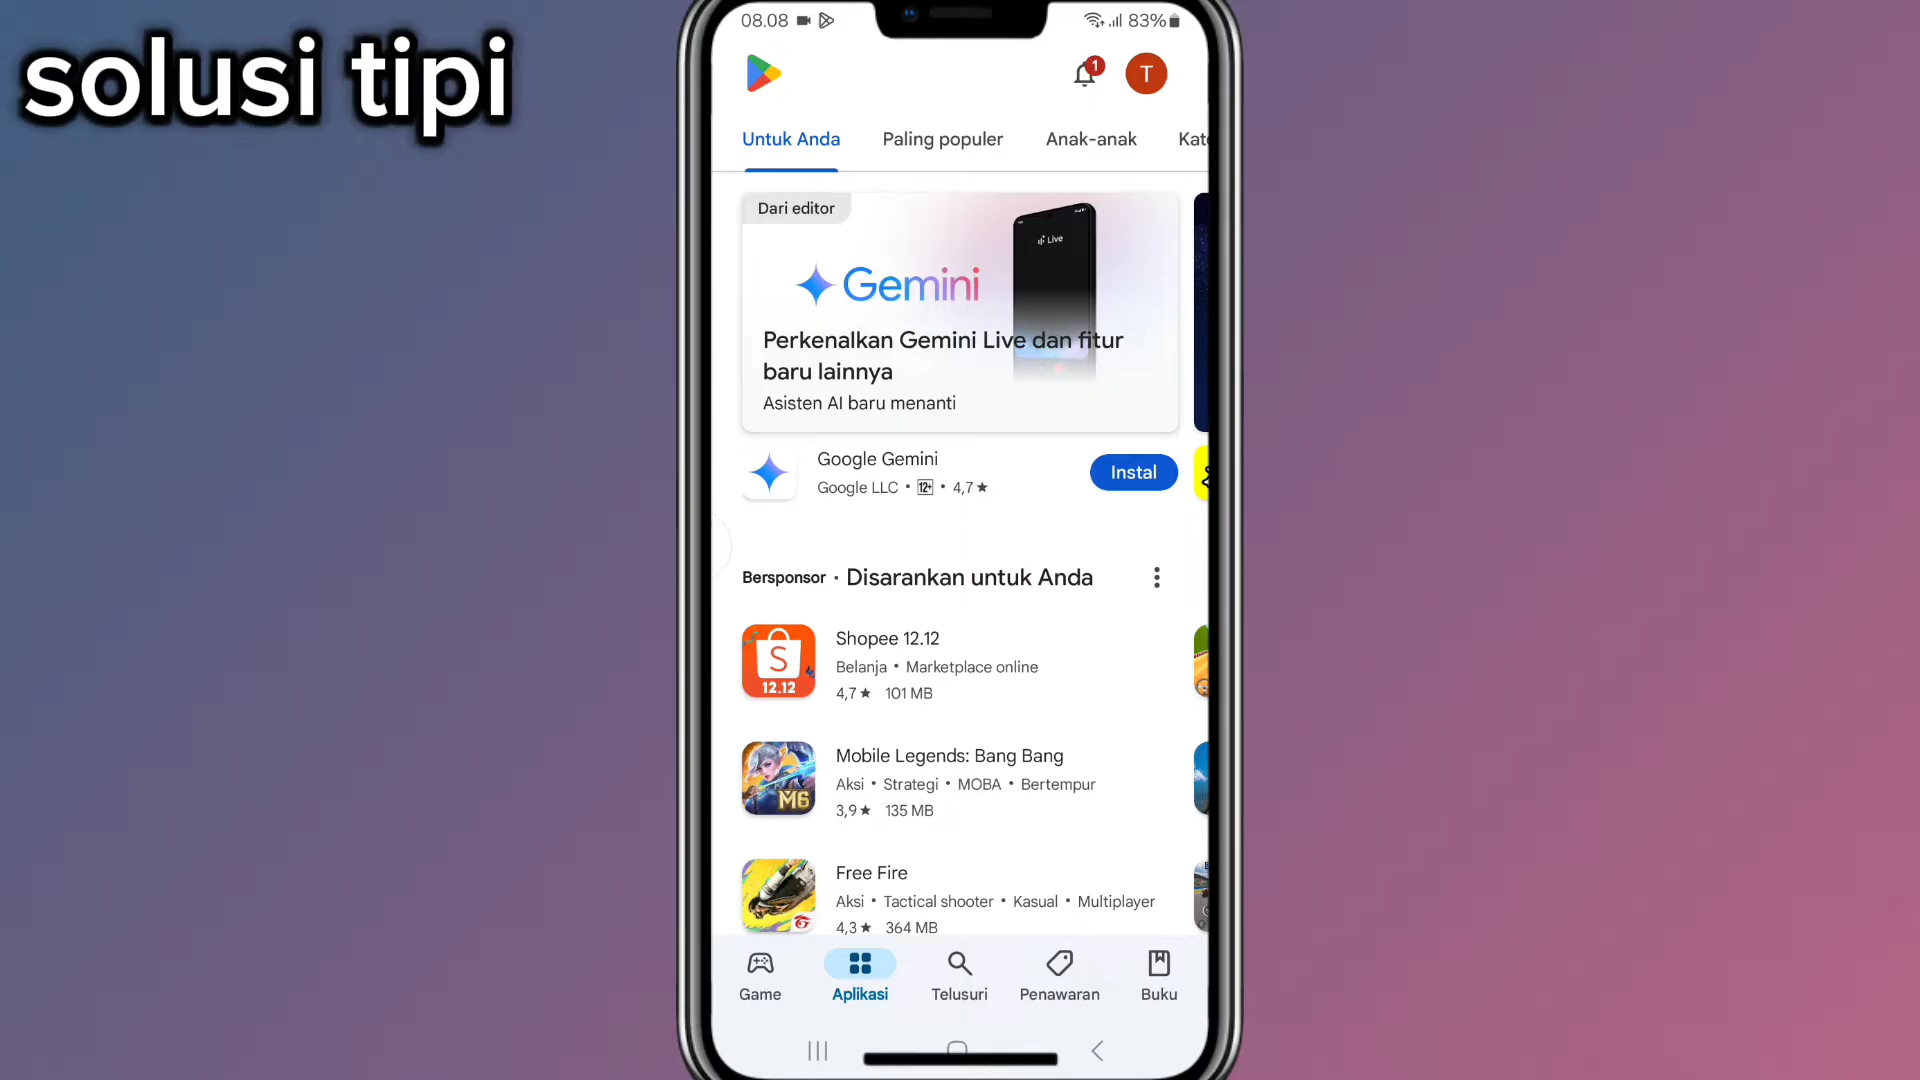 solusi tipi
08.08
83%
1
T
Untuk Anda
Paling populer
Anak-anak
Kate
Dari editor
Live
Gemini
Perkenalkan Gemini Live dan fitur
baru lainnya
Asisten AI baru menanti
Google Gemini
Instal
Google LLC • 12+ • 4,7★
Bersponsor • Disarankan untuk Anda
S
12.12
Shopee 12.12
Belanja • Marketplace online
4,7★ 101 MB
M6
Mobile Legends: Bang Bang
Aksi • Strategi • MOBA • Bertempur
3,9★ 135 MB
Free Fire
Aksi • Tactical shooter • Kasual • Multiplayer
4,3★ 364 MB
Game
Aplikasi
Telusuri
Penawaran
Buku